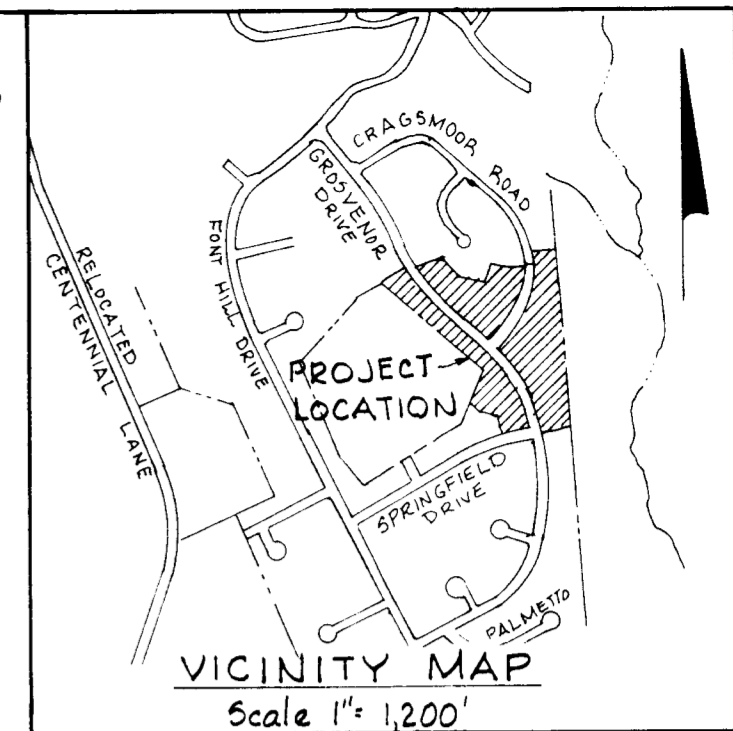 CRAGSMOOR ROAD
GROSVENOR
DRIVE
FONT HILL DRIVE
RELOCATED
CENTENNIAL LANE
PROJECT
LOCATION
SPRINGFIELD
DRIVE
PALMETTO
VICINITY MAP
Scale 1"= 1,200'